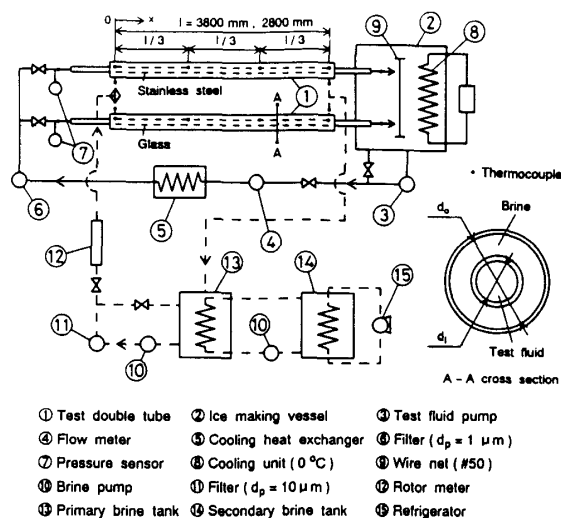 0 x l = 3800 mm, 2800 mm
l/3 l/3 l/3
⑨ ② ⑧
Stainless steel
①
A
Glass
A
⑦
⑥ ⑤ ④ ③
• Thermocouple
dₒ Brine
⑫ ⑬ ⑭ ⑮
⑪ ⑩ ⑩
dᵢ Test fluid
A – A cross section
① Test double tube ② Ice making vessel ③ Test fluid pump
④ Flow meter ⑤ Cooling heat exchanger ⑥ Filter ( dₚ = 1 μm )
⑦ Pressure sensor ⑧ Cooling unit ( 0 °C ) ⑨ Wire net ( #50 )
⑩ Brine pump ⑪ Filter ( dₚ = 10 μm ) ⑫ Rotor meter
⑬ Primary brine tank ⑭ Secondary brine tank ⑮ Refrigerator